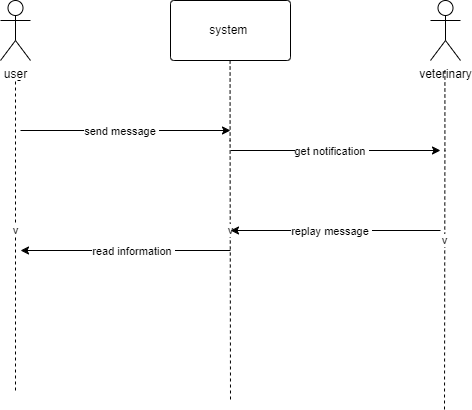 system
user
veterinary
send message
get notification
v
v
replay message
v
read information